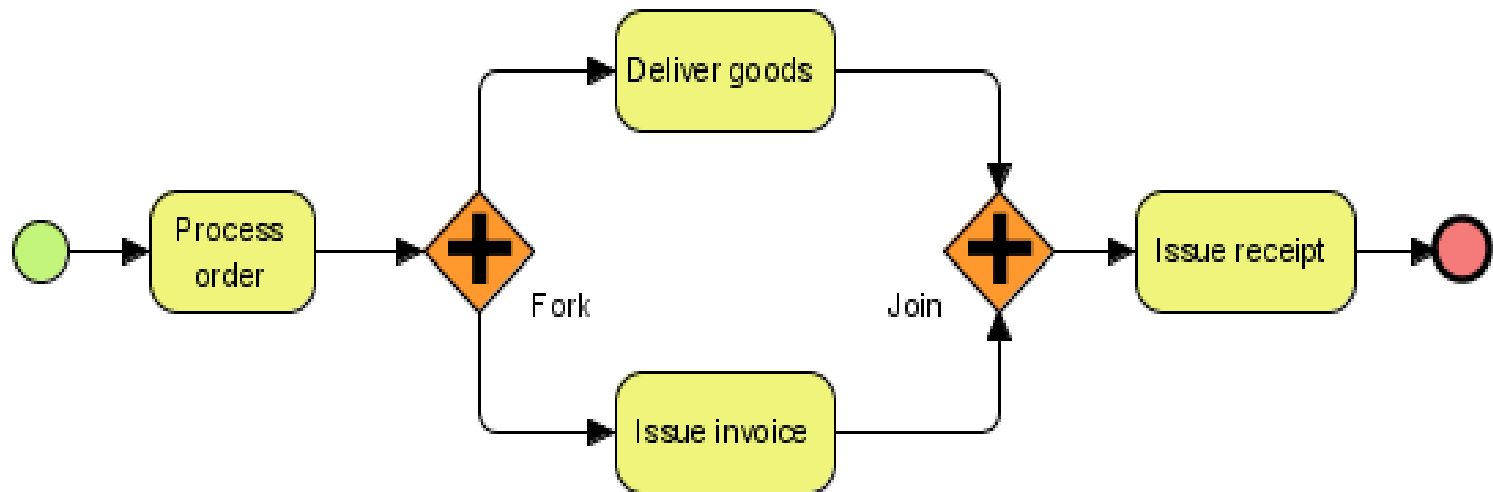 Deliver goods
Process
order
Fork
Join
Issue receipt
Issue invoice